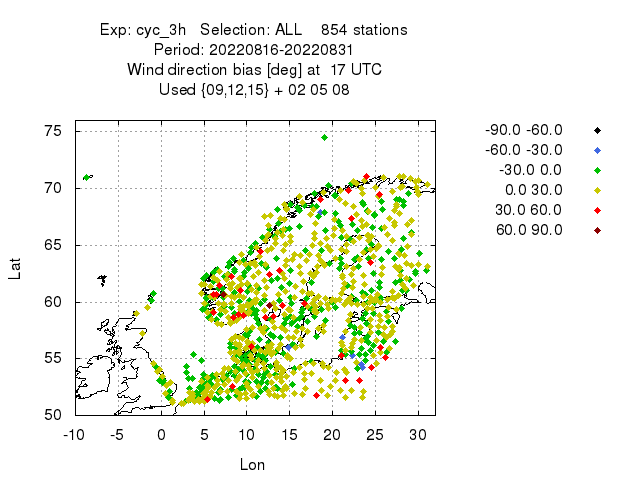 Exp: cyc_3h   Selection: ALL    854 stations
Period: 20220816-20220831
Wind direction bias [deg] at  17 UTC
Used {09,12,15} + 02 05 08
-90.0 -60.0
-60.0 -30.0
-30.0 0.0
0.0 30.0
30.0 60.0
60.0 90.0
75
70
65
60
55
50
Lat
-10 -5 0 5 10 15 20 25 30
Lon